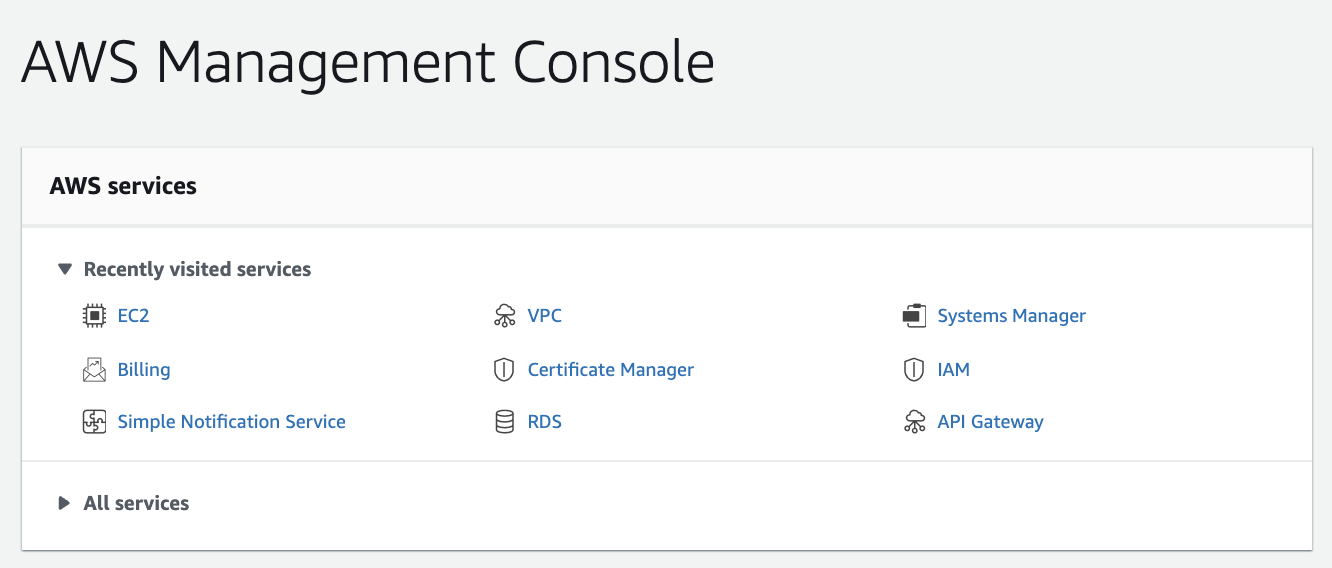 AWS Management Console
AWS services
Recently visited services
EC2
VPC
Systems Manager
Billing
Certificate Manager
IAM
Simple Notification Service
RDS
API Gateway
All services